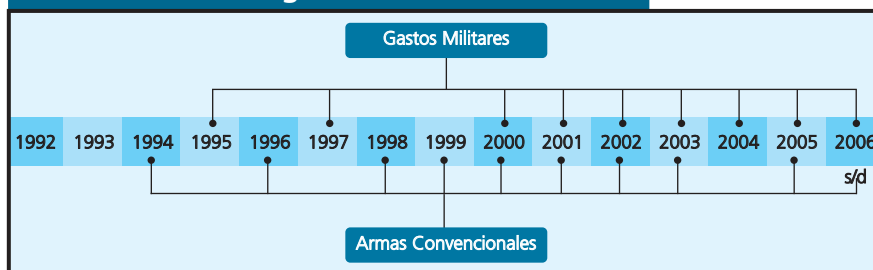 Gastos Militares
1992 1993 1994 1995 1996 1997 1998 1999 2000 2001 2002 2003 2004 2005 2006
s/d
Armas Convencionales